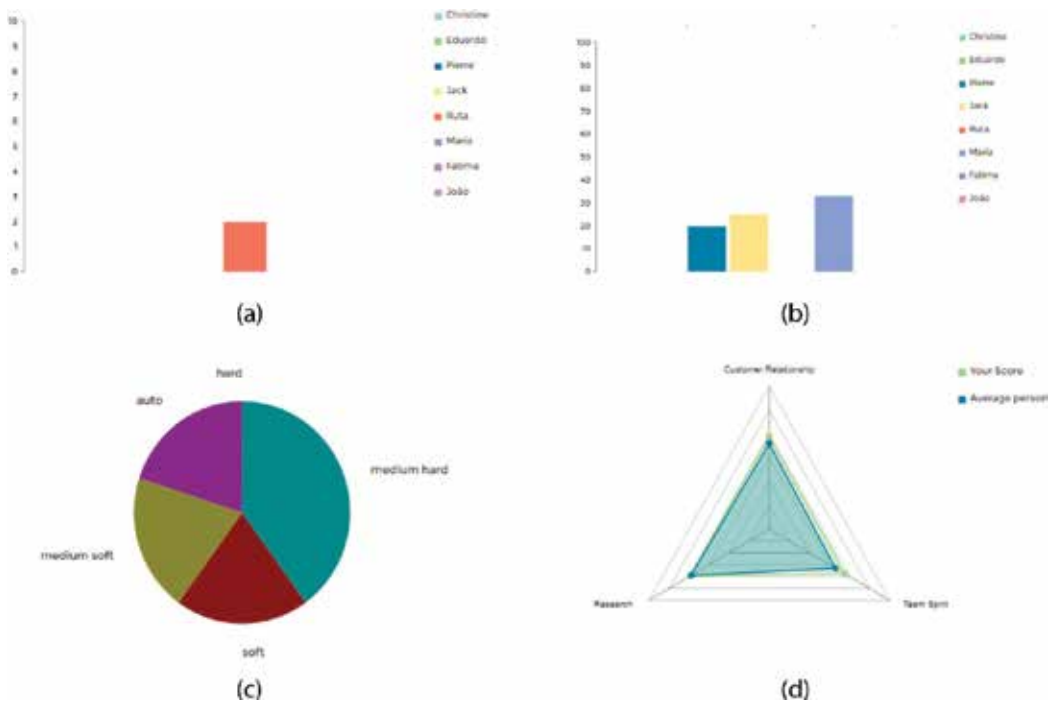 10
9
8
7
6
5
4
3
2
1
0
Christine
Eduardo
Pierre
Jack
Ruta
Maria
Fatima
João
(a)
100
90
80
70
60
50
40
30
20
10
0
Christine
Eduardo
Pierre
Jack
Ruta
Maria
Fatima
João
(b)
hard
auto
medium hard
medium soft
soft
(c)
Customer Relationship
Your Score
Average person
Research
Team Spirit
(d)